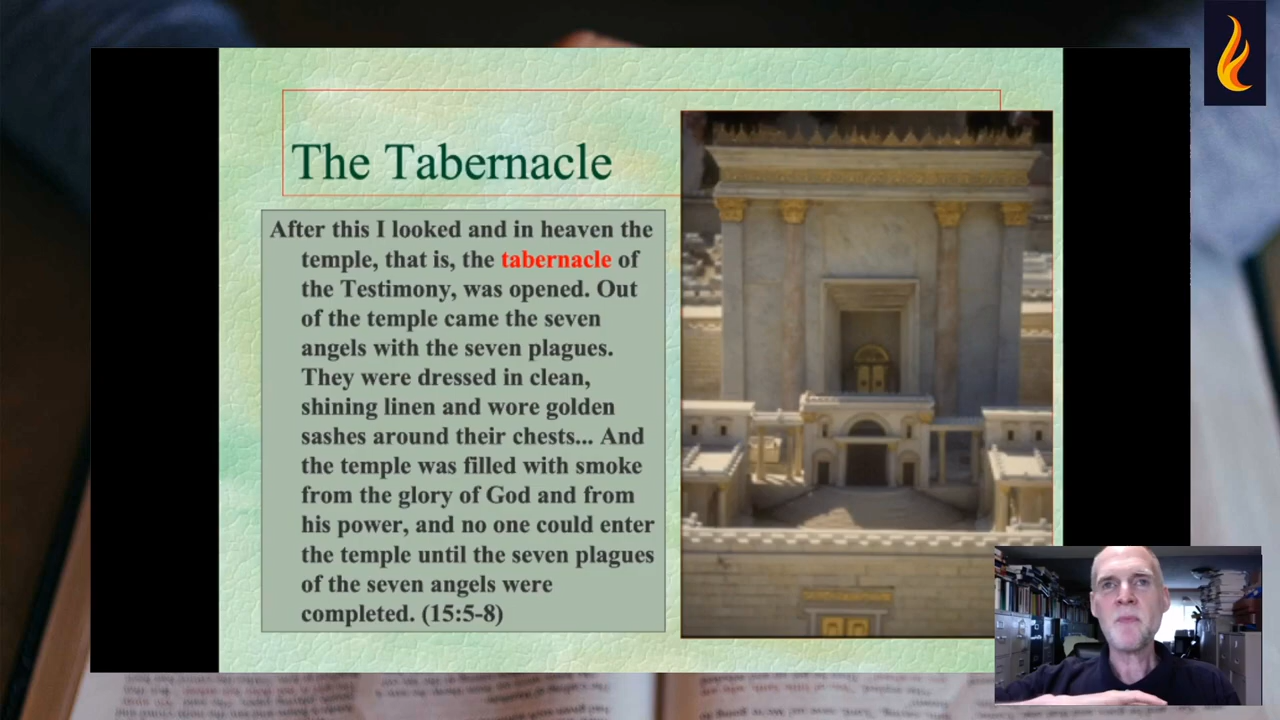 The Tabernacle
After this I looked and in heaven the
temple, that is, the tabernacle of
the Testimony, was opened. Out
of the temple came the seven
angels with the seven plagues.
They were dressed in clean,
shining linen and wore golden
sashes around their chests... And
the temple was filled with smoke
from the glory of God and from
his power, and no one could enter
the temple until the seven plagues
of the seven angels were
completed. (15:5-8)